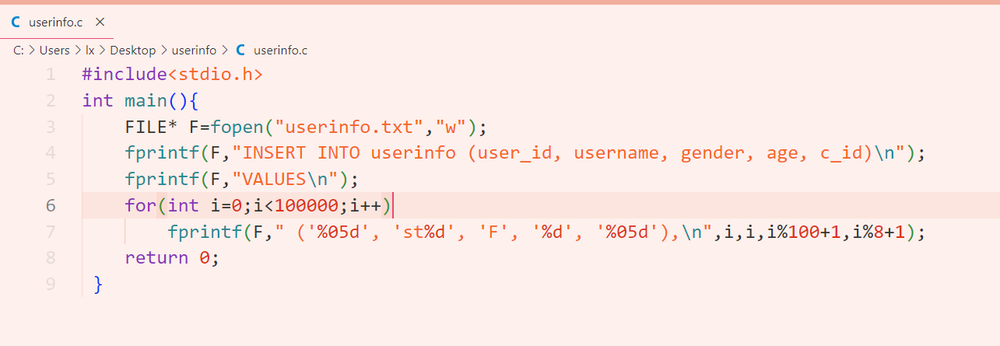 C userinfo.c ×
C: > Users > lx > Desktop > userinfo > C userinfo.c
1 #include<stdio.h>
2 int main(){
3 FILE* F=fopen("userinfo.txt","w");
4 fprintf(F,"INSERT INTO userinfo (user_id, username, gender, age, c_id)\n");
5 fprintf(F,"VALUES\n");
6 for(int i=0;i<100000;i++)
7 fprintf(F," ('%05d', 'st%d', 'F', '%d', '%05d'),\n",i,i,i%100+1,i%8+1);
8 return 0;
9 }